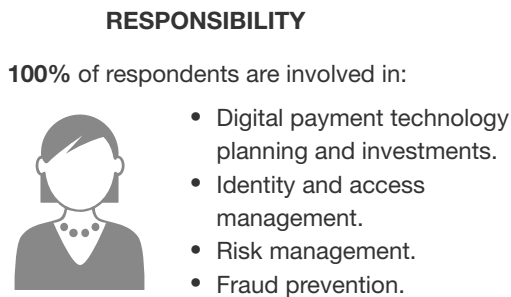 RESPONSIBILITY
100% of respondents are involved in:
• Digital payment technology
planning and investments.
• Identity and access
management.
• Risk management.
• Fraud prevention.